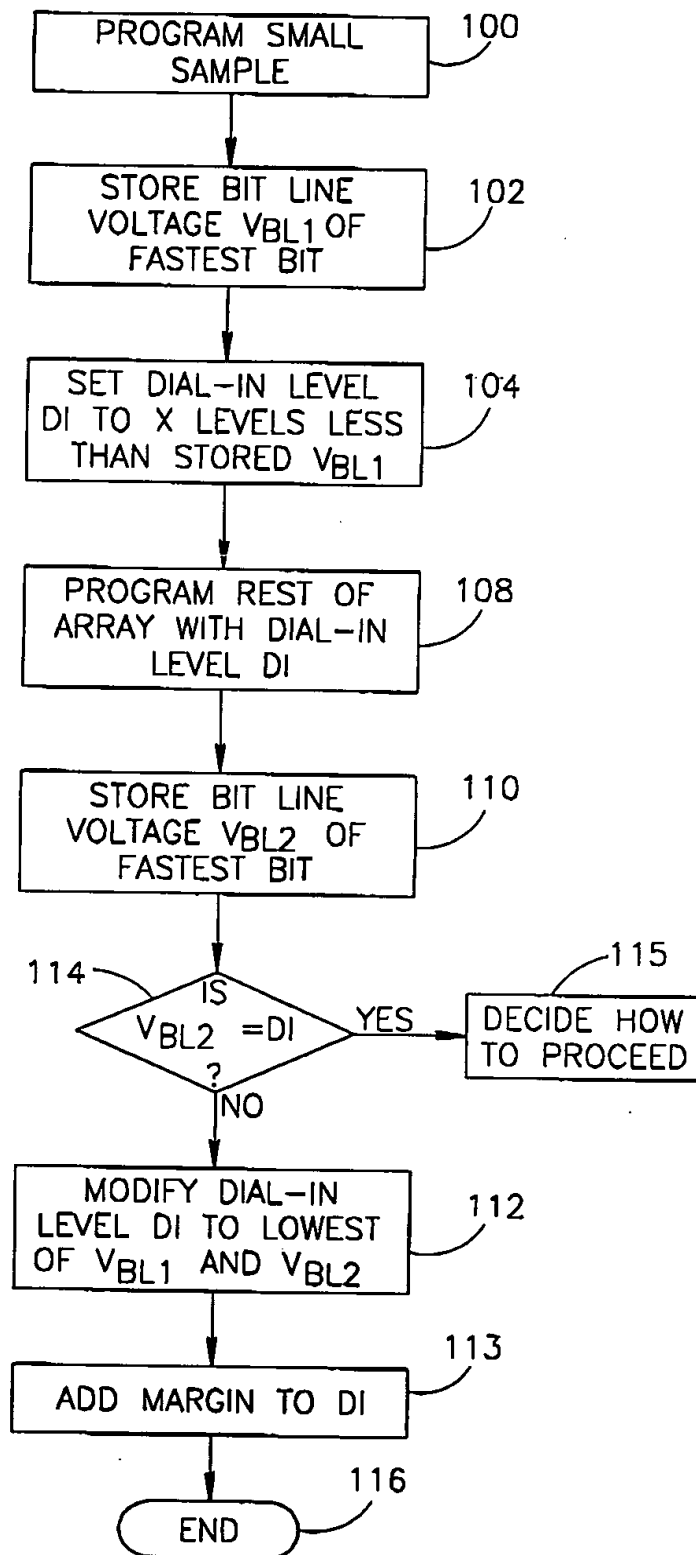 PROGRAM SMALL
SAMPLE
100
STORE BIT LINE
VOLTAGE VBL1 OF
FASTEST BIT
102
SET DIAL-IN LEVEL
DI TO X LEVELS LESS
THAN STORED VBL1
104
PROGRAM REST OF
ARRAY WITH DIAL-IN
LEVEL DI
108
STORE BIT LINE
VOLTAGE VBL2 OF
FASTEST BIT
110
114
IS
VBL2 =DI
?
YES
115
DECIDE HOW
TO PROCEED
NO
MODIFY DIAL-IN
LEVEL DI TO LOWEST
OF VBL1 AND VBL2
112
ADD MARGIN TO DI
113
END
116